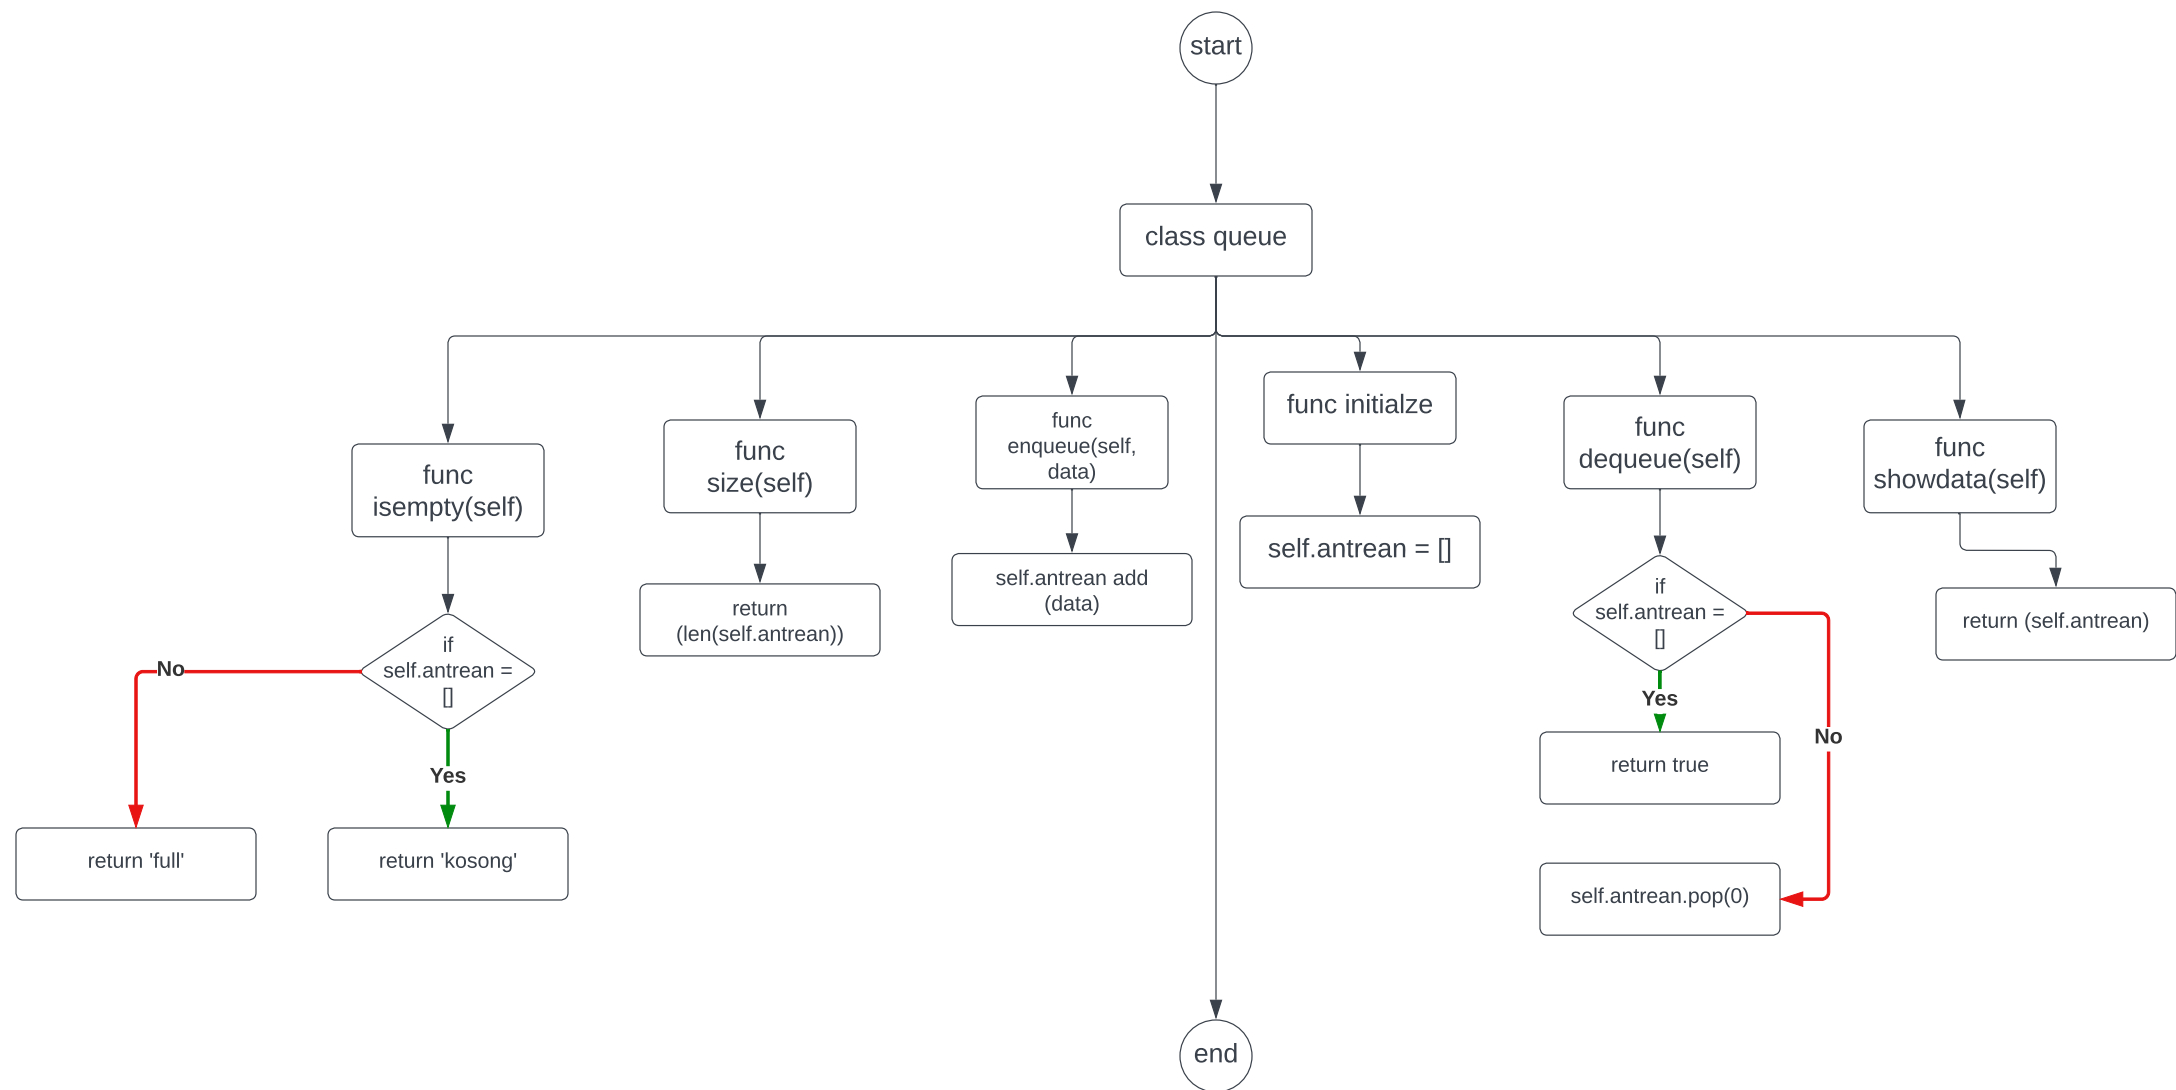 start
class queue
func
isempty(self)
if
self.antrean =
[]
No
Yes
return 'full'
return 'kosong'
func
size(self)
return
(len(self.antrean))
func
enqueue(self,
data)
self.antrean add
(data)
func initialze
self.antrean = []
func
dequeue(self)
if
self.antrean =
[]
Yes
No
return true
self.antrean.pop(0)
func
showdata(self)
return (self.antrean)
end